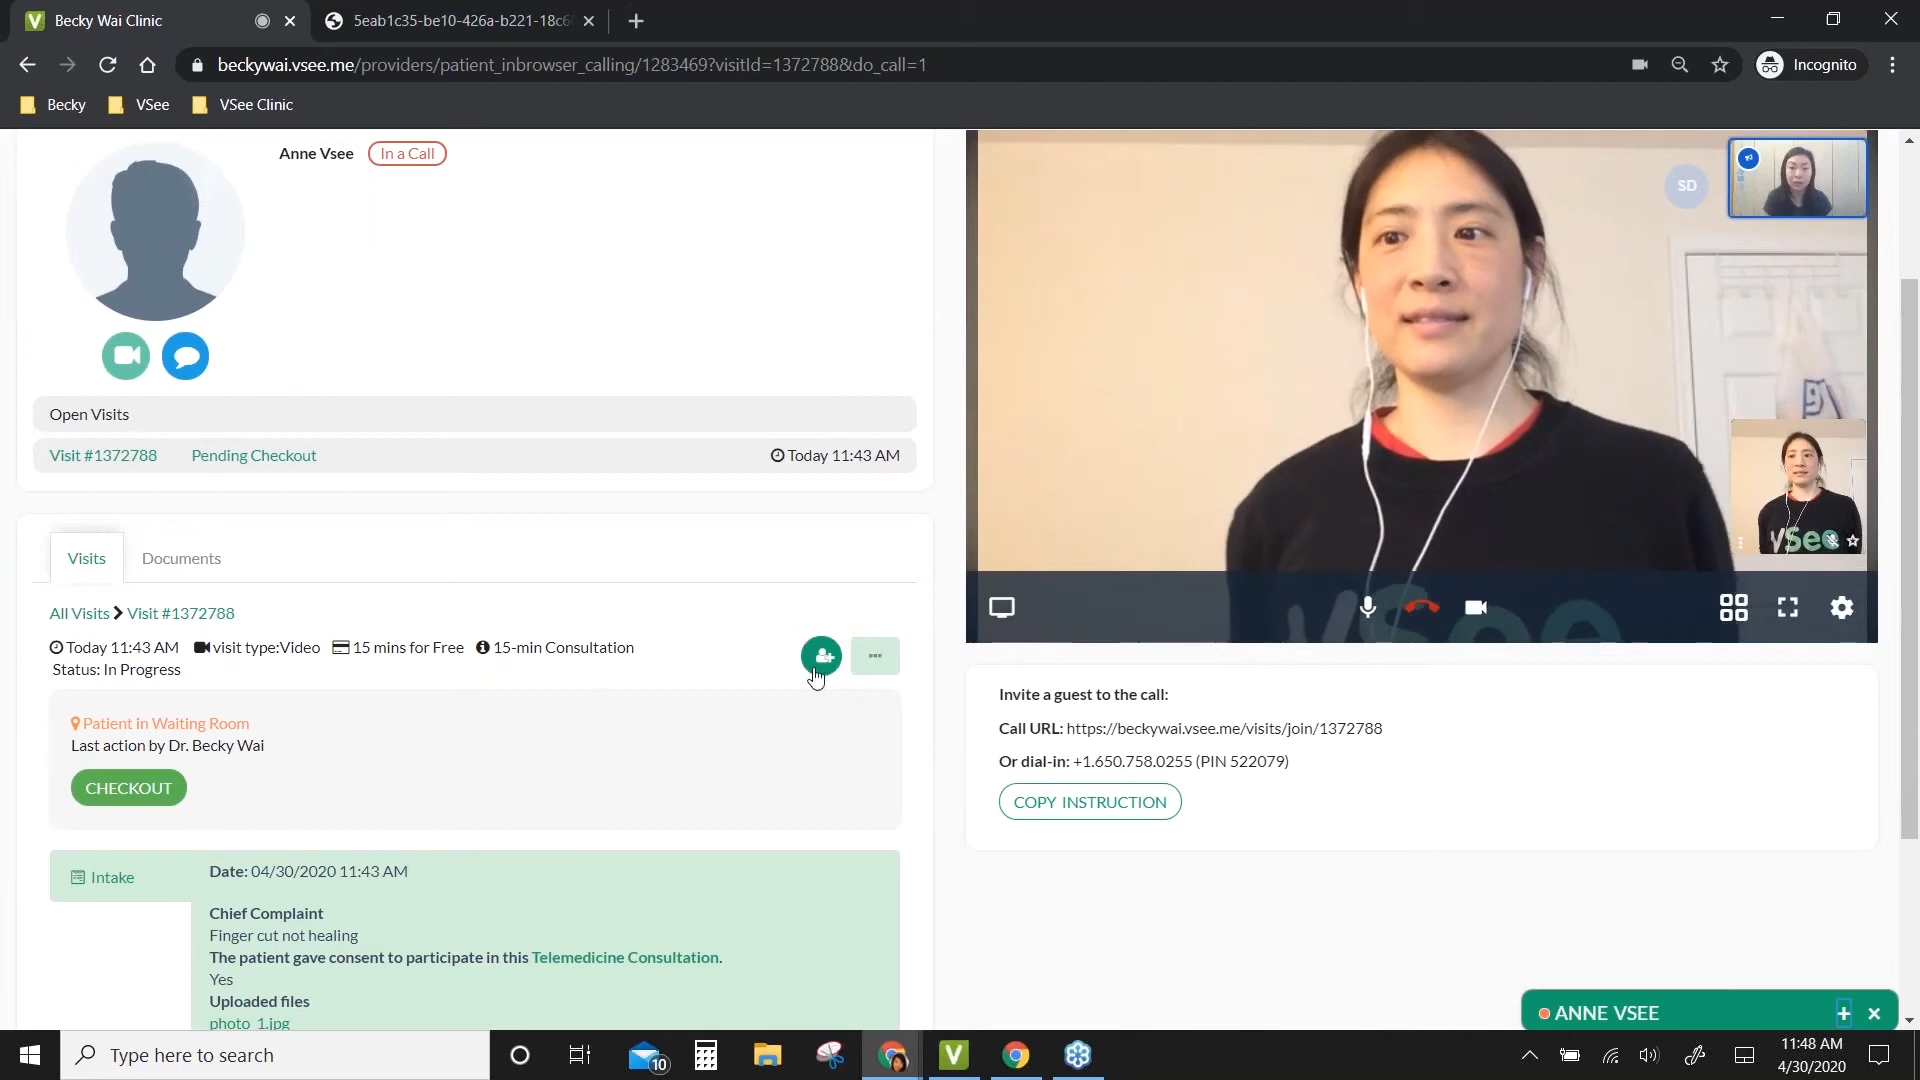 Becky Wai Clinic
5eab1c35-be10-426a-b221-18c6
beckywai.vsee.me/providers/patient_inbrowser_calling/1283469?visitId=1372788&do_call=1
Incognito
Becky
VSee
VSee Clinic
Anne Vsee
In a Call
SD
Open Visits
Visit #1372788
Pending Checkout
Today 11:43 AM
Visits
Documents
All Visits
Visit #1372788
Today 11:43 AM
visit type:Video
15 mins for Free
15-min Consultation
Status: In Progress
Patient in Waiting Room
Last action by Dr. Becky Wai
CHECKOUT
Intake
Date: 04/30/2020 11:43 AM
Chief Complaint
Finger cut not healing
The patient gave consent to participate in this Telemedicine Consultation.
Yes
Uploaded files
photo_1.jpg
vSee
vSee
Invite a guest to the call:
Call URL: https://beckywai.vsee.me/visits/join/1372788
Or dial-in: +1.650.758.0255 (PIN 522079)
COPY INSTRUCTION
ANNE VSEE
Type here to search
10
11:48 AM
4/30/2020